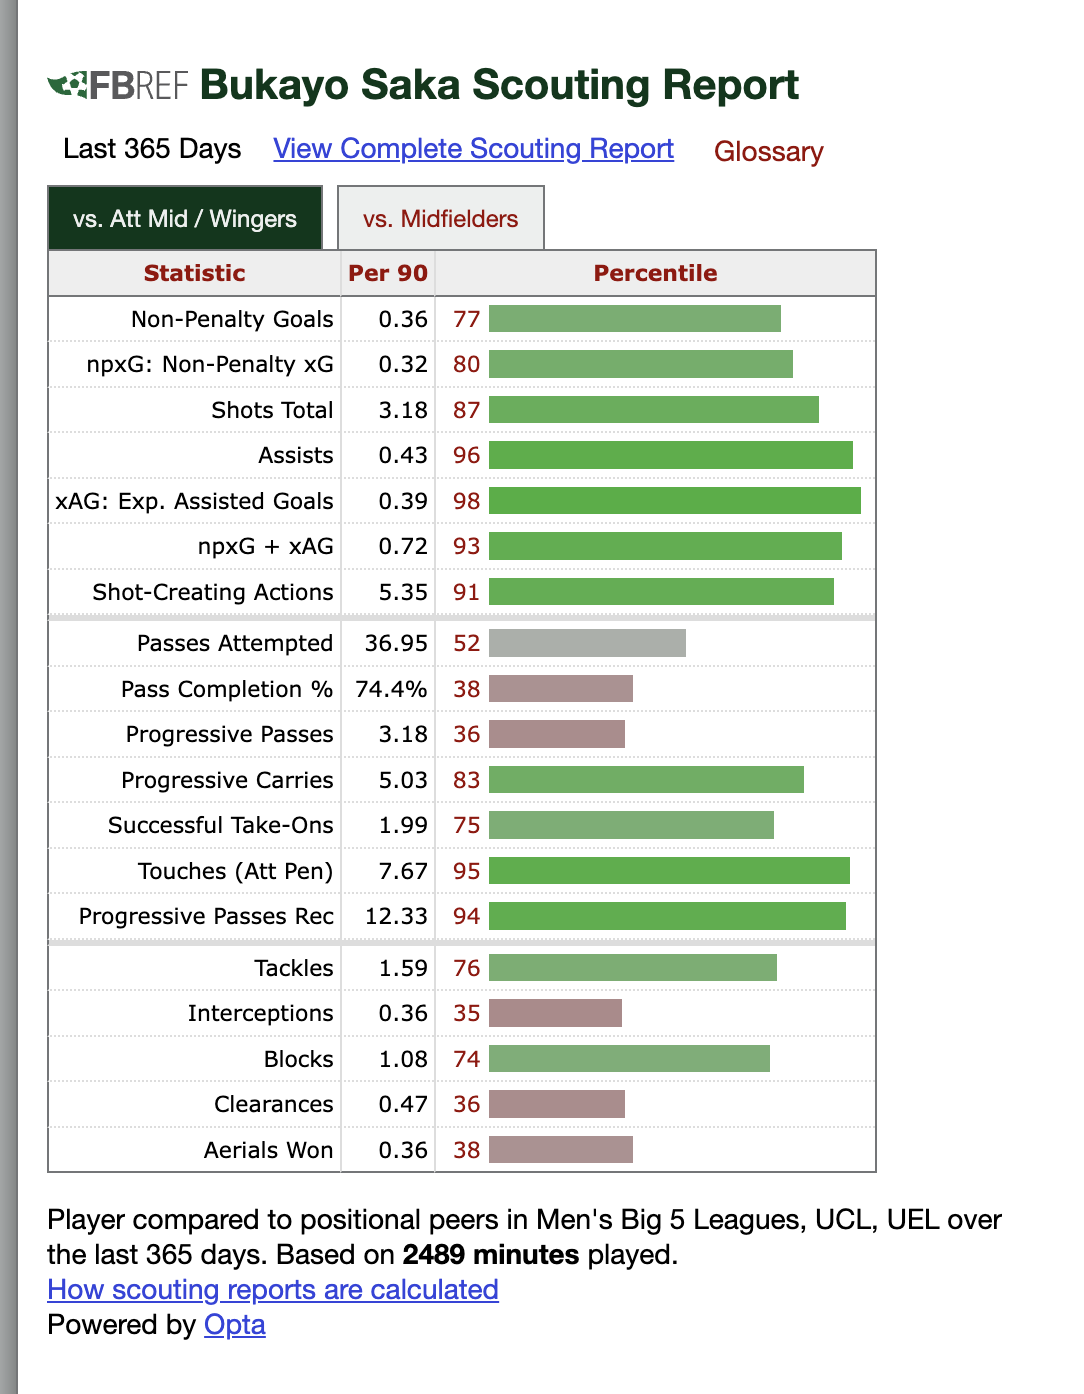 FBREF Bukayo Saka Scouting Report
Last 365 Days View Complete Scouting Report Glossary
vs. Att Mid / Wingers vs. Midfielders
Statistic Per 90 Percentile
Non-Penalty Goals 0.36 77
npxG: Non-Penalty xG 0.32 80
Shots Total 3.18 87
Assists 0.43 96
xAG: Exp. Assisted Goals 0.39 98
npxG + xAG 0.72 93
Shot-Creating Actions 5.35 91
Passes Attempted 36.95 52
Pass Completion % 74.4% 38
Progressive Passes 3.18 36
Progressive Carries 5.03 83
Successful Take-Ons 1.99 75
Touches (Att Pen) 7.67 95
Progressive Passes Rec 12.33 94
Tackles 1.59 76
Interceptions 0.36 35
Blocks 1.08 74
Clearances 0.47 36
Aerials Won 0.36 38
Player compared to positional peers in Men's Big 5 Leagues, UCL, UEL over
the last 365 days. Based on 2489 minutes played.
How scouting reports are calculated
Powered by Opta